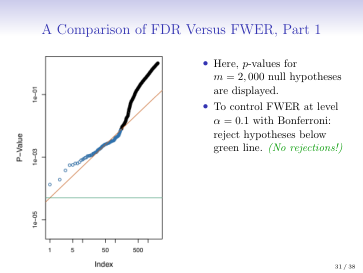 A Comparison of FDR Versus FWER, Part 1
P-Value
1e-01
1e-03
1e-05
1
5
50
500
Index
• Here, p-values for
m = 2,000 null hypotheses
are displayed.
• To control FWER at level
α = 0.1 with Bonferroni:
reject hypotheses below
green line. (No rejections!)
31 / 38